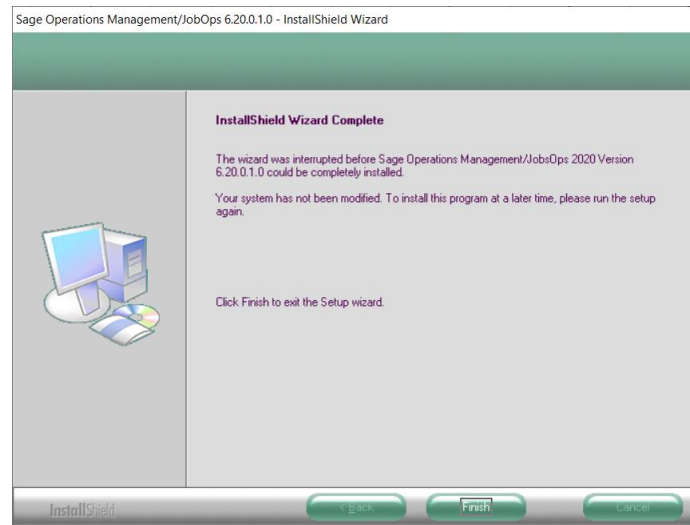 Sage Operations Management/JobOps 6.20.0.1.0 - InstallShield Wizard
InstallShield Wizard Complete
The wizard was interrupted before Sage Operations Management/JobsOps 2020 Version
6.20.0.1.0 could be completely installed.
Your system has not been modified. To install this program at a later time, please run the setup
again.
Click Finish to exit the Setup wizard.
InstallShield
< Back
Finish
Cancel